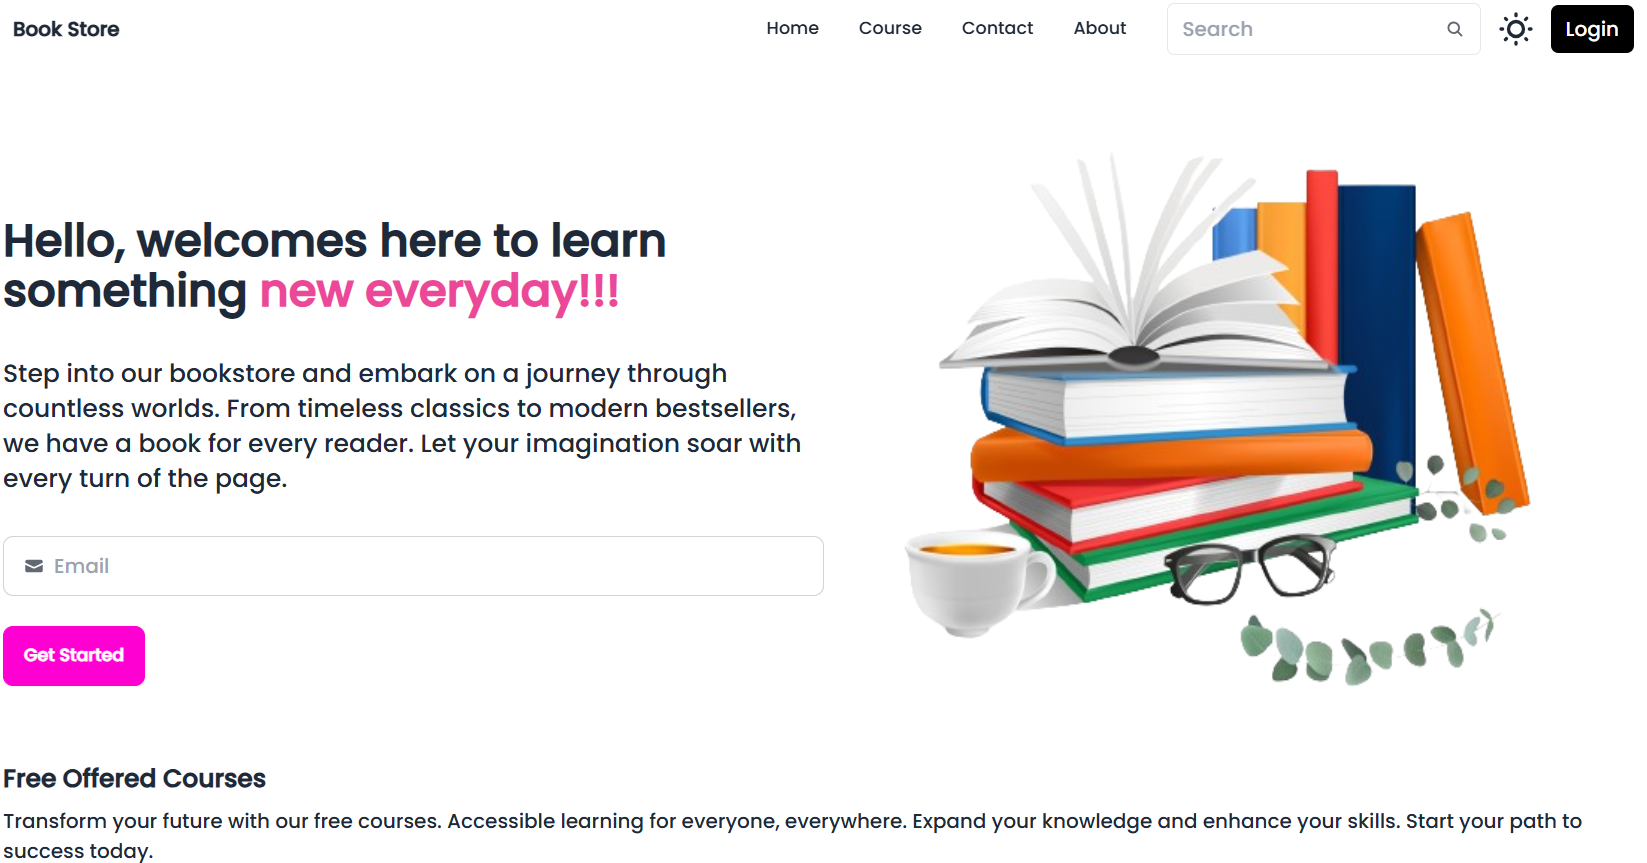 Book Store
Home
Course
Contact
About
Search
Login
Hello, welcomes here to learn
something new everyday!!!
Step into our bookstore and embark on a journey through
countless worlds. From timeless classics to modern bestsellers,
we have a book for every reader. Let your imagination soar with
every turn of the page.
Email
Get Started
Free Offered Courses
Transform your future with our free courses. Accessible learning for everyone, everywhere. Expand your knowledge and enhance your skills. Start your path to
success today.